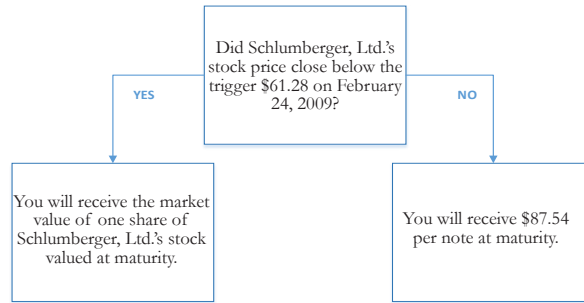 Did Schlumberger, Ltd.'s
stock price close below the
trigger $61.28 on February
24, 2009?
YES
NO
You will receive the market
value of one share of
Schlumberger, Ltd.'s stock
valued at maturity.
You will receive $87.54
per note at maturity.